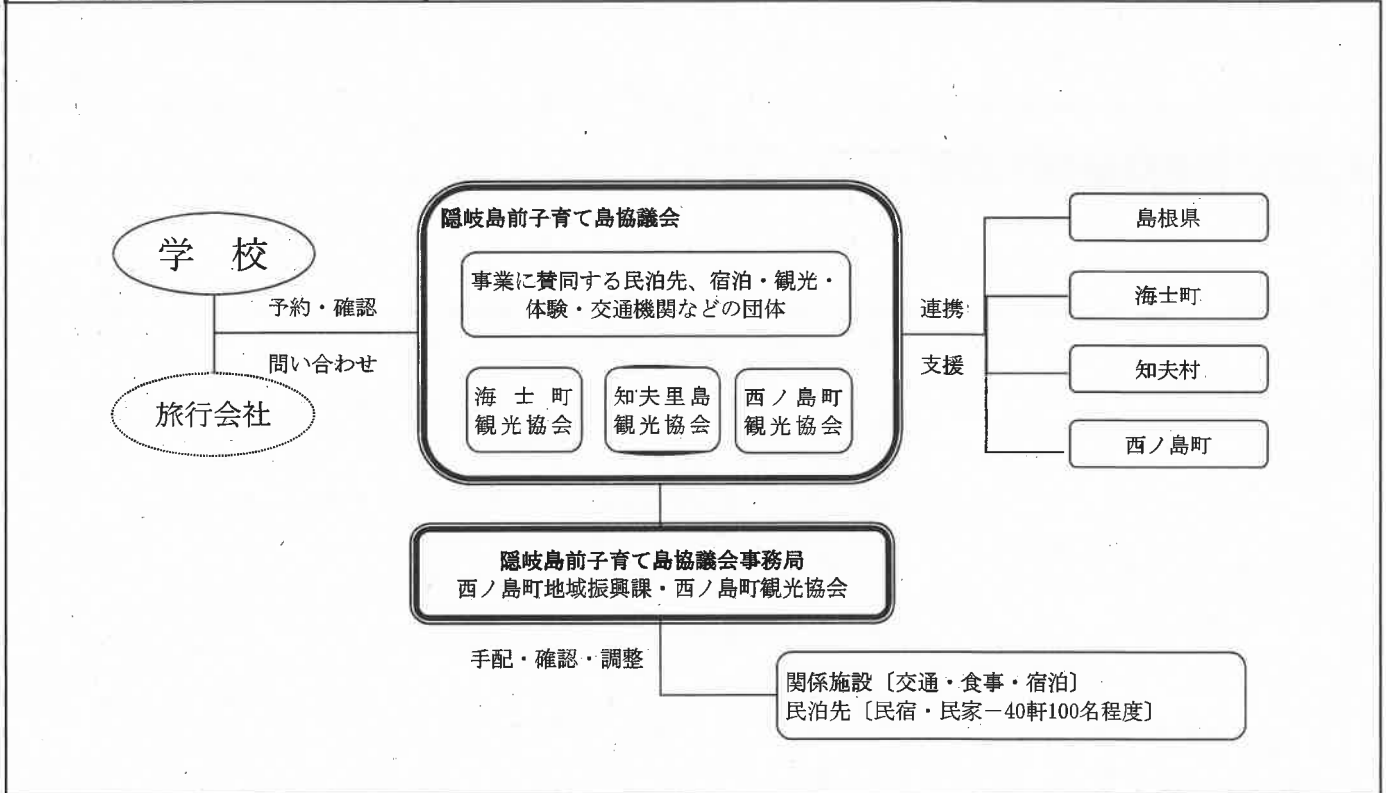 学　校
予約・確認
問い合わせ
旅行会社
隠岐島前子育て島協議会
事業に賛同する民泊先、宿泊・観光・
体験・交通機関などの団体
海士町
観光協会
知夫里島
観光協会
西ノ島町
観光協会
連携
支援
島根県
海士町
知夫村
西ノ島町
隠岐島前子育て島協議会事務局
西ノ島町地域振興課・西ノ島町観光協会
手配・確認・調整
関係施設〔交通・食事・宿泊〕
民泊先〔民宿・民家－40軒100名程度〕